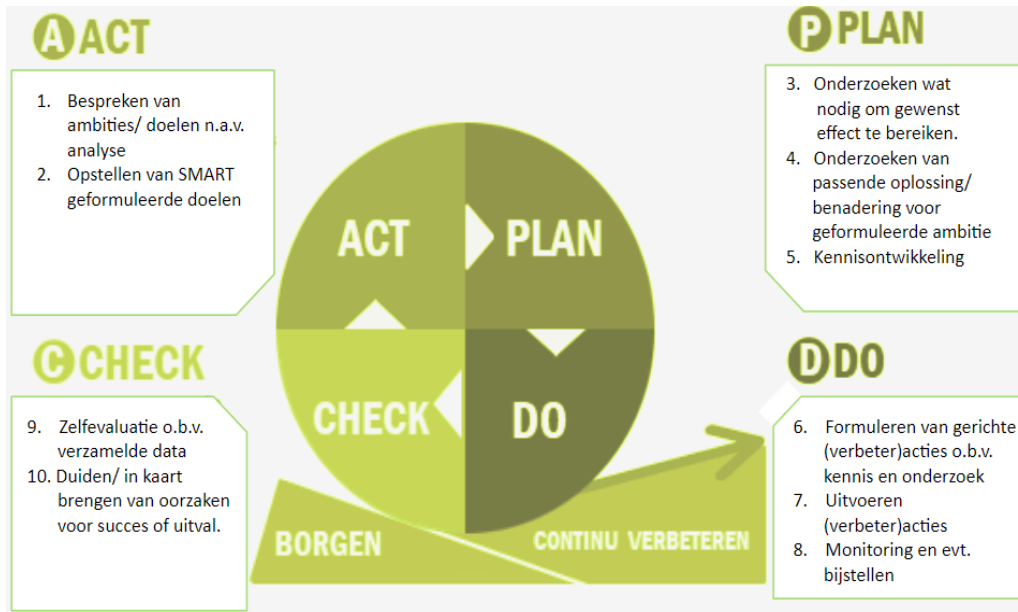 A ACT
1. Bespreken van
ambities/ doelen n.a.v.
analyse
2. Opstellen van SMART
geformuleerde doelen
P PLAN
3. Onderzoeken wat
nodig om gewenst
effect te bereiken.
4. Onderzoeken van
passende oplossing/
benadering voor
geformuleerde ambitie
5. Kennisontwikkeling
ACT
PLAN
CHECK
DO
C CHECK
9. Zelfevaluatie o.b.v.
verzamelde data
10. Duiden/ in kaart
brengen van oorzaken
voor succes of uitval.
D DO
6. Formuleren van gerichte
(verbeter)acties o.b.v.
kennis en onderzoek
7. Uitvoeren
(verbeter)acties
8. Monitoring en evt.
bijstellen
BORGEN
CONTINU VERBETEREN